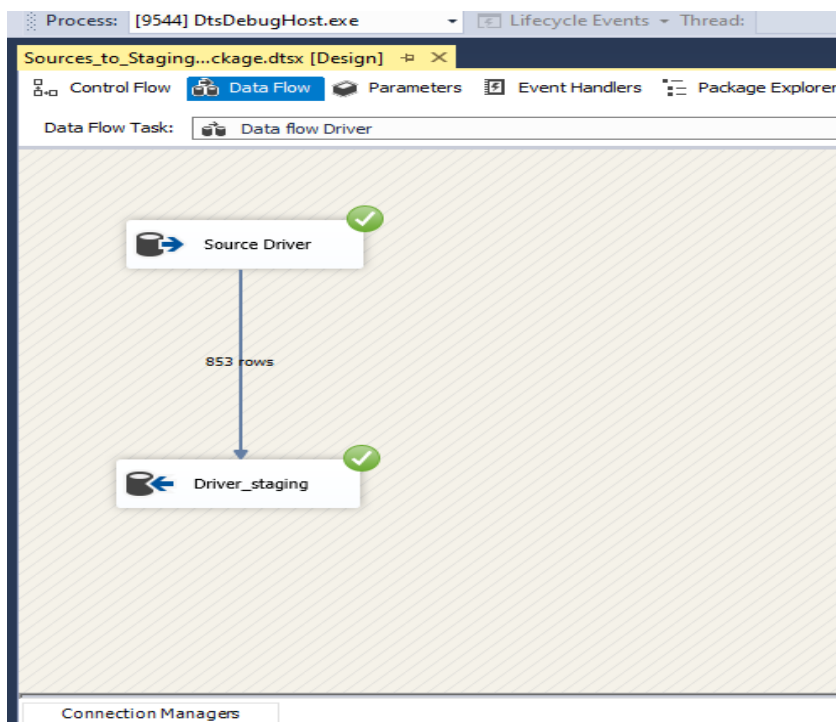 Process: [9544] DtsDebugHost.exe Lifecycle Events Thread:
Sources_to_Staging...ckage.dtsx [Design]
Control Flow Data Flow Parameters Event Handlers Package Explorer
Data Flow Task: Data flow Driver
Source Driver
853 rows
Driver_staging
Connection Managers